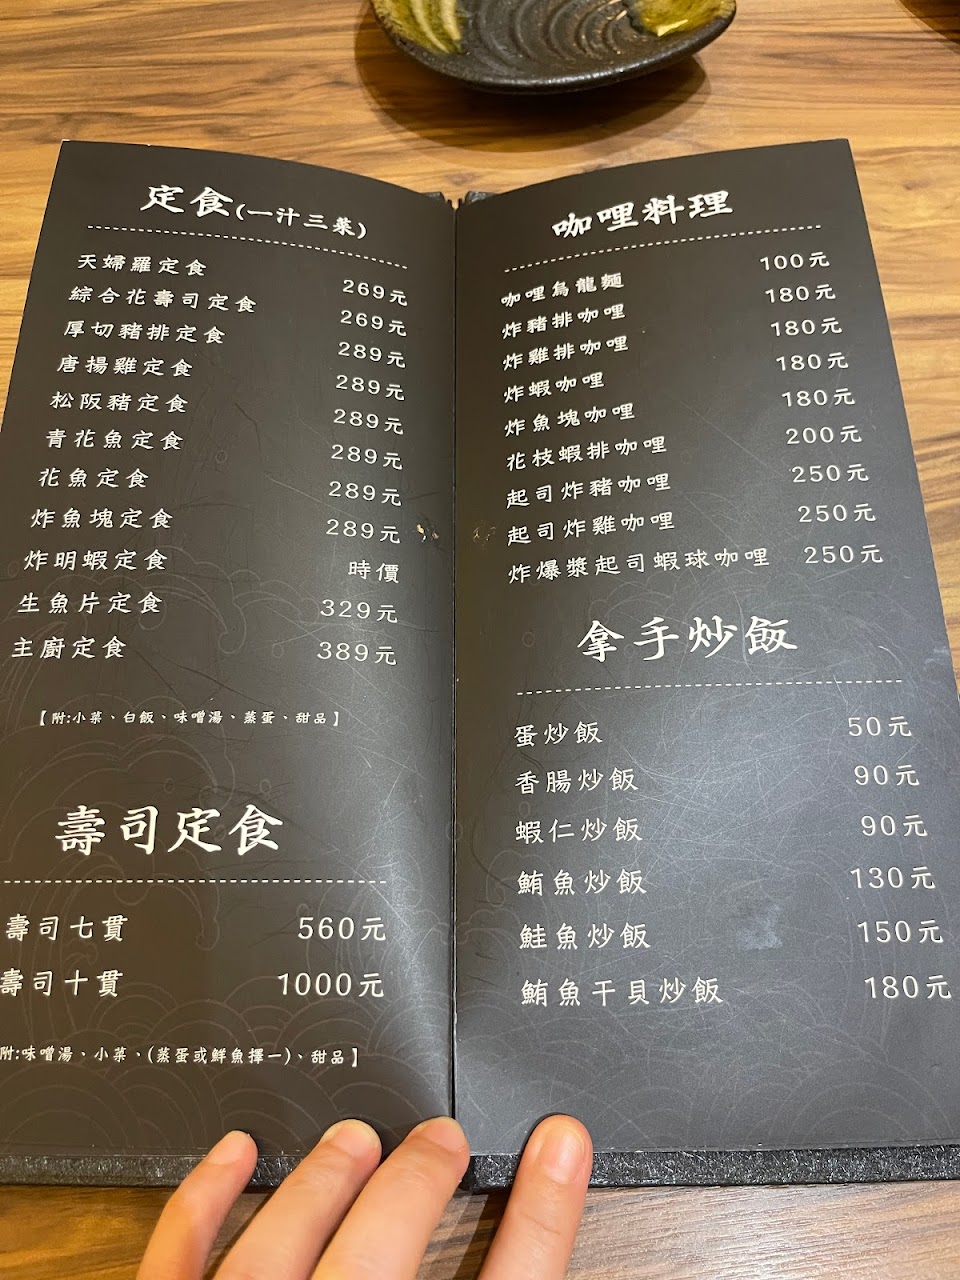 定食(一汁三菜)
天婦羅定食 269元
綜合花壽司定食 269元
厚切豬排定食 289元
唐揚雞定食 289元
松阪豬定食 289元
青花魚定食 289元
花魚定食 289元
炸魚塊定食 289元
炸明蝦定食 時價
生魚片定食 329元
主廚定食 389元
【附:小菜、白飯、味噌湯、蒸蛋、甜品】
壽司定食
壽司七貫 560元
壽司十貫 1000元
附:味噌湯、小菜、(蒸蛋或鮮魚擇一)、甜品】
咖哩料理
咖哩烏龍麵 100元
炸豬排咖哩 180元
炸雞排咖哩 180元
炸蝦咖哩 180元
炸魚塊咖哩 180元
花枝蝦排咖哩 200元
起司炸豬咖哩 250元
起司炸雞咖哩 250元
炸爆漿起司蝦球咖哩 250元
拿手炒飯
蛋炒飯 50元
香腸炒飯 90元
蝦仁炒飯 90元
鮪魚炒飯 130元
鮭魚炒飯 150元
鮪魚干貝炒飯 180元